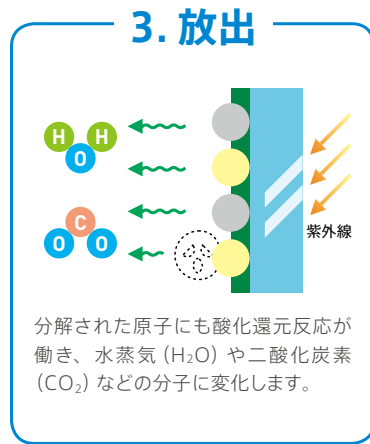 3. 放出
H H
O
C
O O
紫外線
分解された原子にも酸化還元反応が
働き、水蒸気（H₂O）や二酸化炭素
（CO₂）などの分子に変化します。